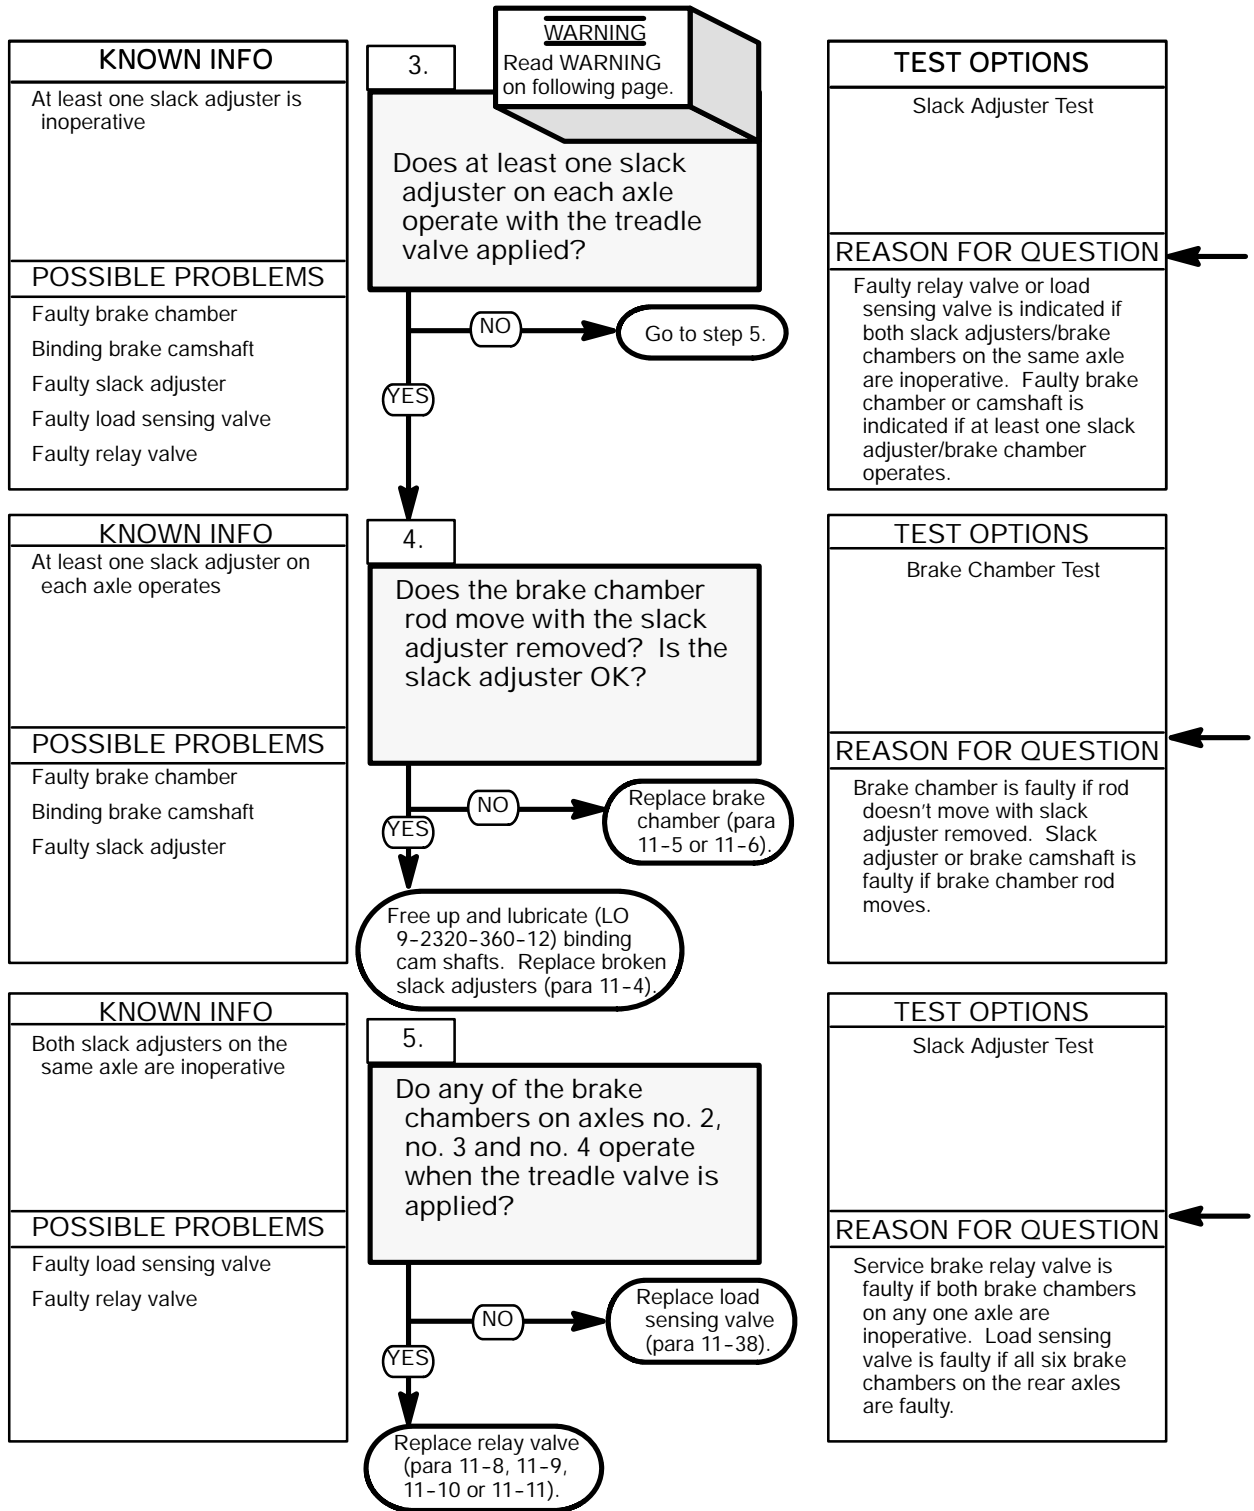 KNOWN INFO
At least one slack adjuster is
inoperative
POSSIBLE PROBLEMS
Faulty brake chamber
Binding brake camshaft
Faulty slack adjuster
Faulty load sensing valve
Faulty relay valve
3.
WARNING
Read WARNING
on following page.
Does at least one slack
adjuster on each axle
operate with the treadle
valve applied?
NO
Go to step 5.
YES
TEST OPTIONS
Slack Adjuster Test
REASON FOR QUESTION
Faulty relay valve or load
sensing valve is indicated if
both slack adjusters/brake
chambers on the same axle
are inoperative. Faulty brake
chamber or camshaft is
indicated if at least one slack
adjuster/brake chamber
operates.
KNOWN INFO
At least one slack adjuster on
each axle operates
POSSIBLE PROBLEMS
Faulty brake chamber
Binding brake camshaft
Faulty slack adjuster
4.
Does the brake chamber
rod move with the slack
adjuster removed? Is the
slack adjuster OK?
NO
Replace brake
chamber (para
11-5 or 11-6).
YES
Free up and lubricate (LO
9-2320-360-12) binding
cam shafts. Replace broken
slack adjusters (para 11-4).
TEST OPTIONS
Brake Chamber Test
REASON FOR QUESTION
Brake chamber is faulty if rod
doesn't move with slack
adjuster removed. Slack
adjuster or brake camshaft is
faulty if brake chamber rod
moves.
KNOWN INFO
Both slack adjusters on the
same axle are inoperative
POSSIBLE PROBLEMS
Faulty load sensing valve
Faulty relay valve
5.
Do any of the brake
chambers on axles no. 2,
no. 3 and no. 4 operate
when the treadle valve is
applied?
NO
Replace load
sensing valve
(para 11-38).
YES
Replace relay valve
(para 11-8, 11-9,
11-10 or 11-11).
TEST OPTIONS
Slack Adjuster Test
REASON FOR QUESTION
Service brake relay valve is
faulty if both brake chambers
on any one axle are
inoperative. Load sensing
valve is faulty if all six brake
chambers on the rear axles
are faulty.